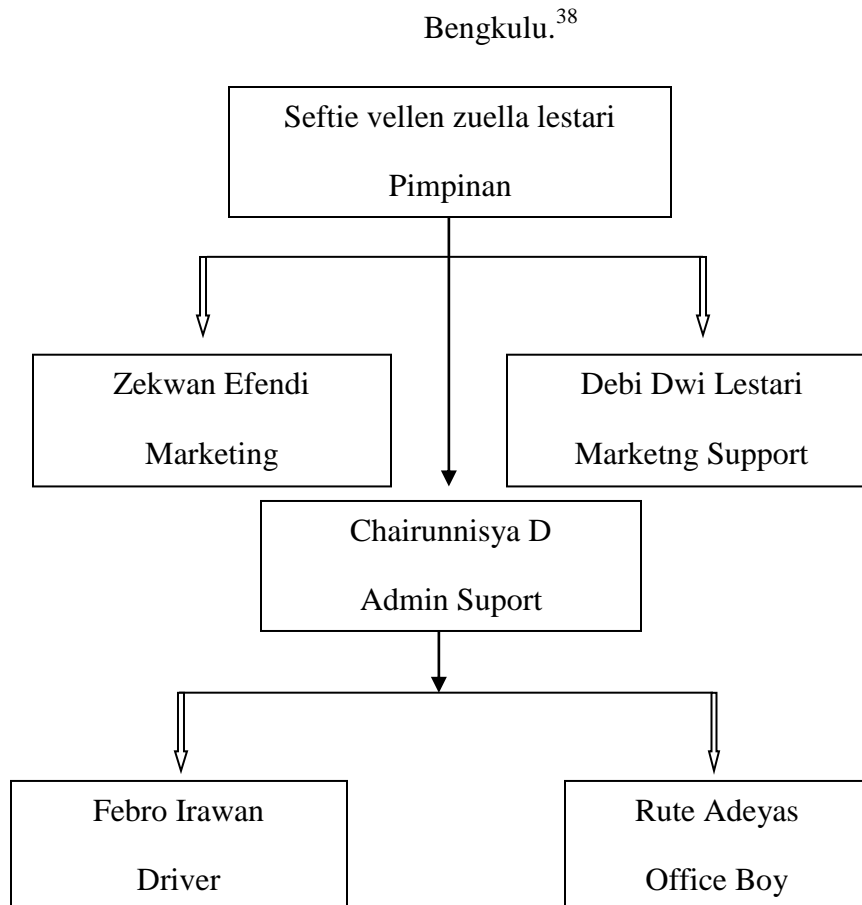 Bengkulu.38
Seftie vellen zuella lestari
Pimpinan
Zekwan Efendi
Marketing
Debi Dwi Lestari
Marketng Support
Chairunnisya D
Admin Suport
Febro Irawan
Driver
Rute Adeyas
Office Boy